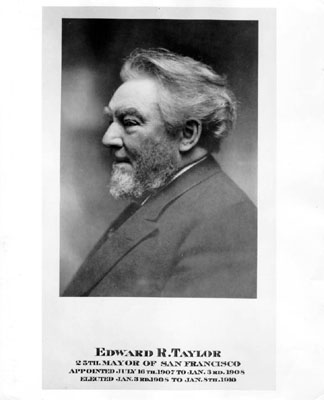 EDWARD R. TAYLOR
25TH. MAYOR OF SAN FRANCISCO
APPOINTED JULY 16TH. 1907 TO JAN. 3RD. 1908
ELECTED JAN. 3RD. 1908 TO JAN. 8TH. 1910